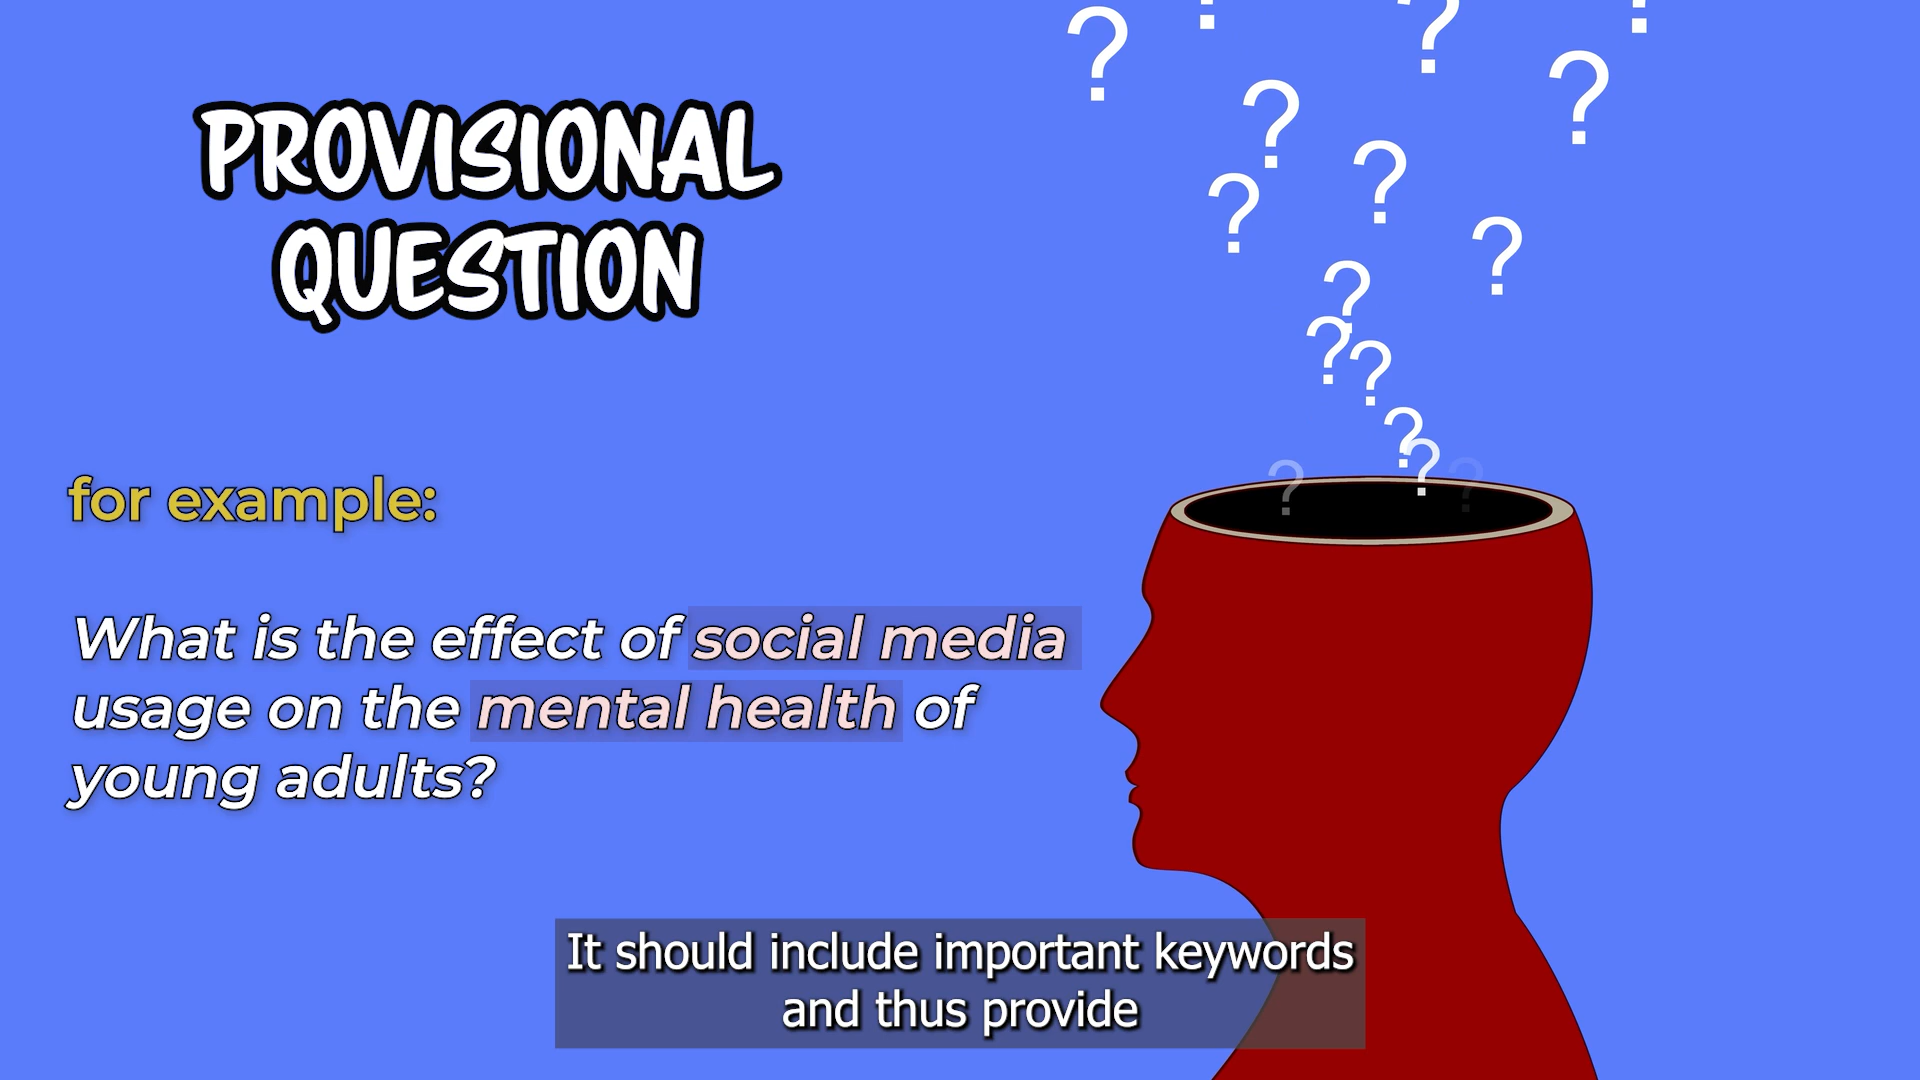 PROVISIONAL
QUESTION
for example:
What is the effect of social media
usage on the mental health of
young adults?
It should include important keywords
and thus provide